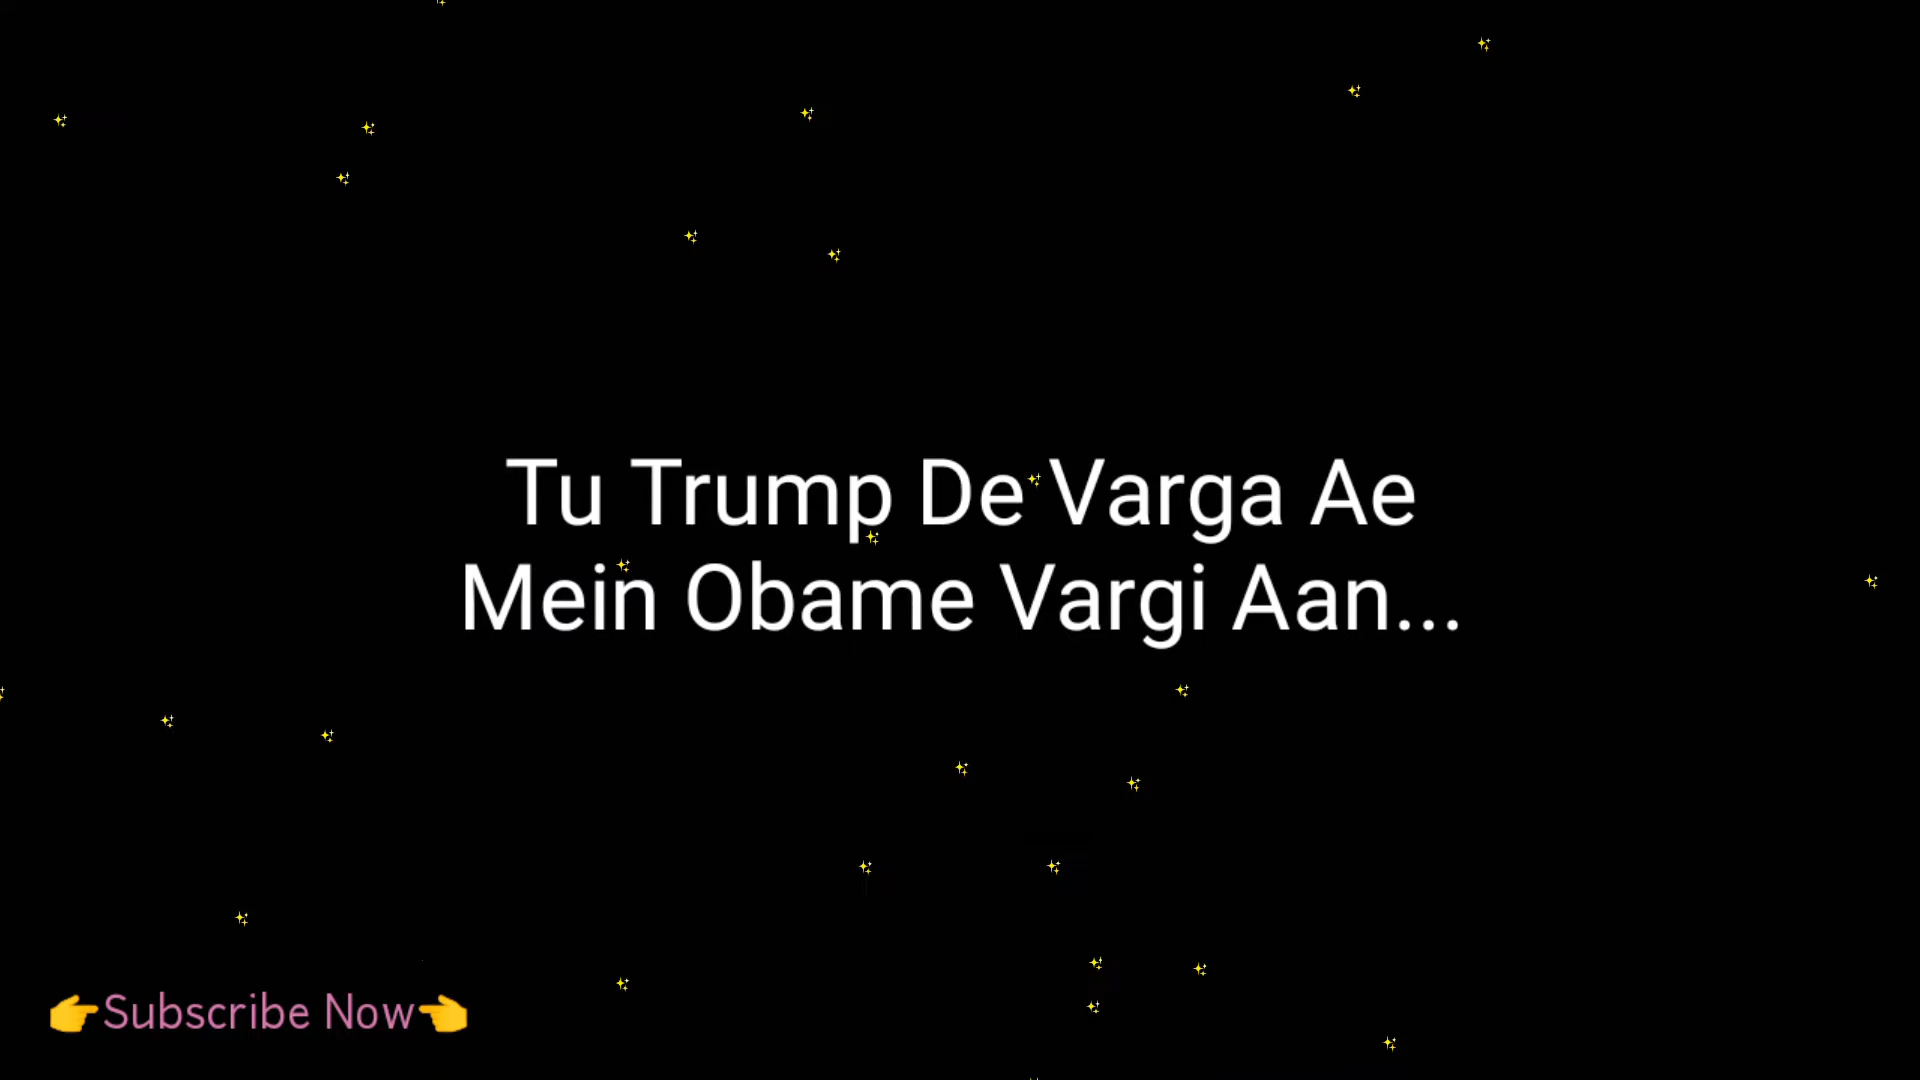 Tu Trump De Varga Ae
Mein Obame Vargi Aan...
👉Subscribe Now👈